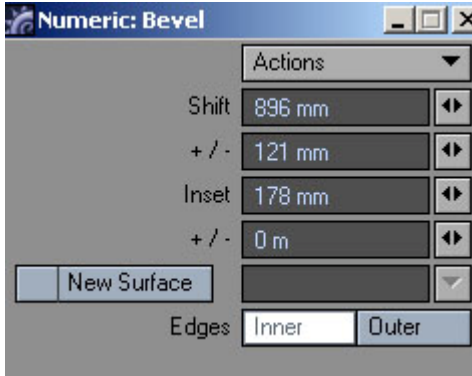 Numeric: Bevel
Actions
Shift 896 mm
+ / - 121 mm
Inset 178 mm
+ / - 0 m
New Surface
Edges Inner Outer